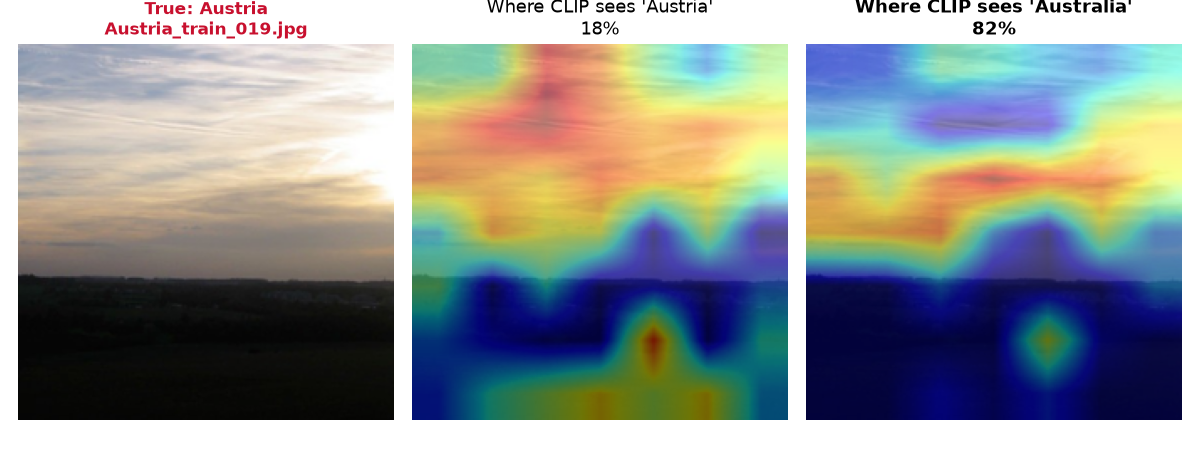 True: Austria
Austria_train_019.jpg
Where CLIP sees 'Austria'
18%
Where CLIP sees 'Australia'
82%